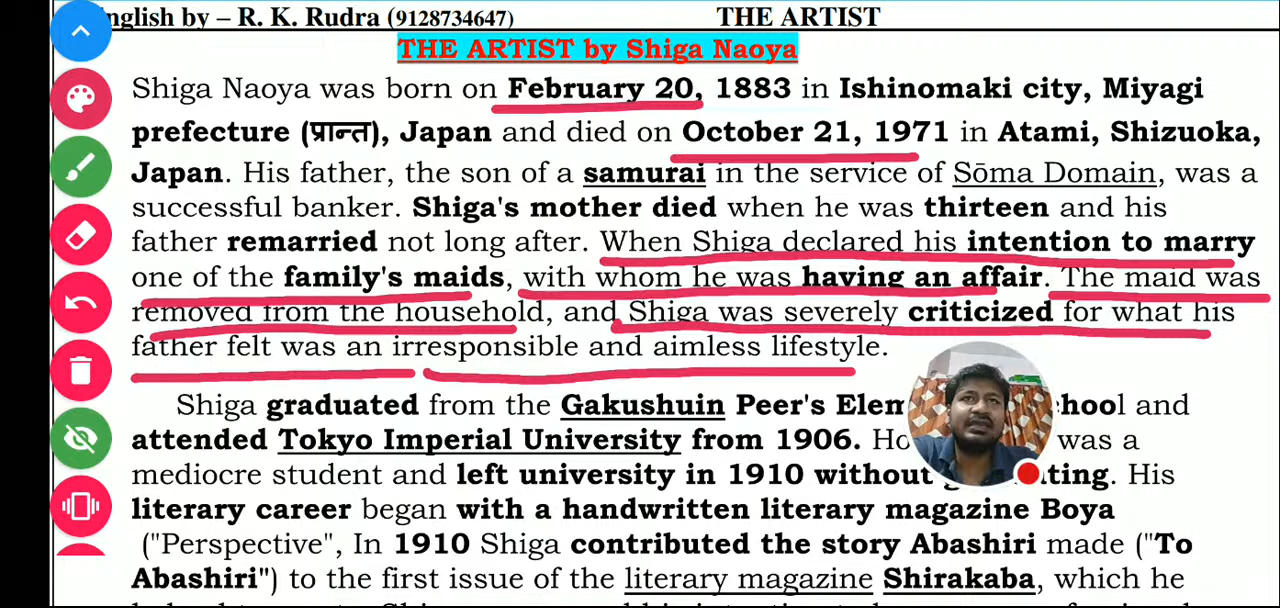 nglish by – R. K. Rudra (9128734647) THE ARTIST
THE ARTIST by Shiga Naoya
Shiga Naoya was born on February 20, 1883 in Ishinomaki city, Miyagi
prefecture (प्रान्त), Japan and died on October 21, 1971 in Atami, Shizuoka,
Japan. His father, the son of a samurai in the service of Sōma Domain, was a
successful banker. Shiga's mother died when he was thirteen and his
father remarried not long after. When Shiga declared his intention to marry
one of the family's maids, with whom he was having an affair. The maid was
removed from the household, and Shiga was severely criticized for what his
father felt was an irresponsible and aimless lifestyle.
Shiga graduated from the Gakushuin Peer's Elem hool and
attended Tokyo Imperial University from 1906. Ho was a
mediocre student and left university in 1910 without g ting. His
literary career began with a handwritten literary magazine Boya
("Perspective", In 1910 Shiga contributed the story Abashiri made ("To
Abashiri") to the first issue of the literary magazine Shirakaba, which he